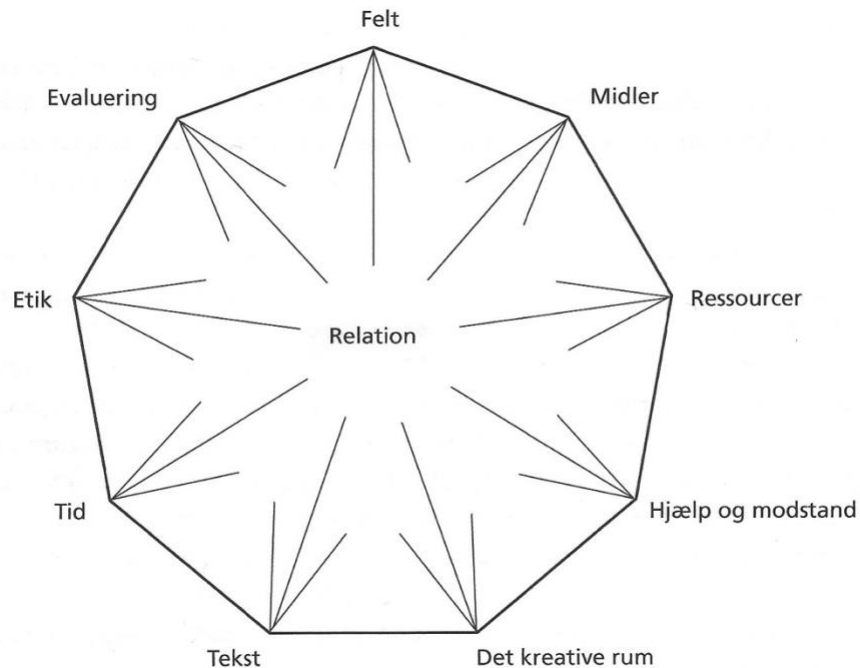 Felt
Evaluering
Midler
Etik
Ressourcer
Relation
Tid
Hjælp og modstand
Tekst
Det kreative rum